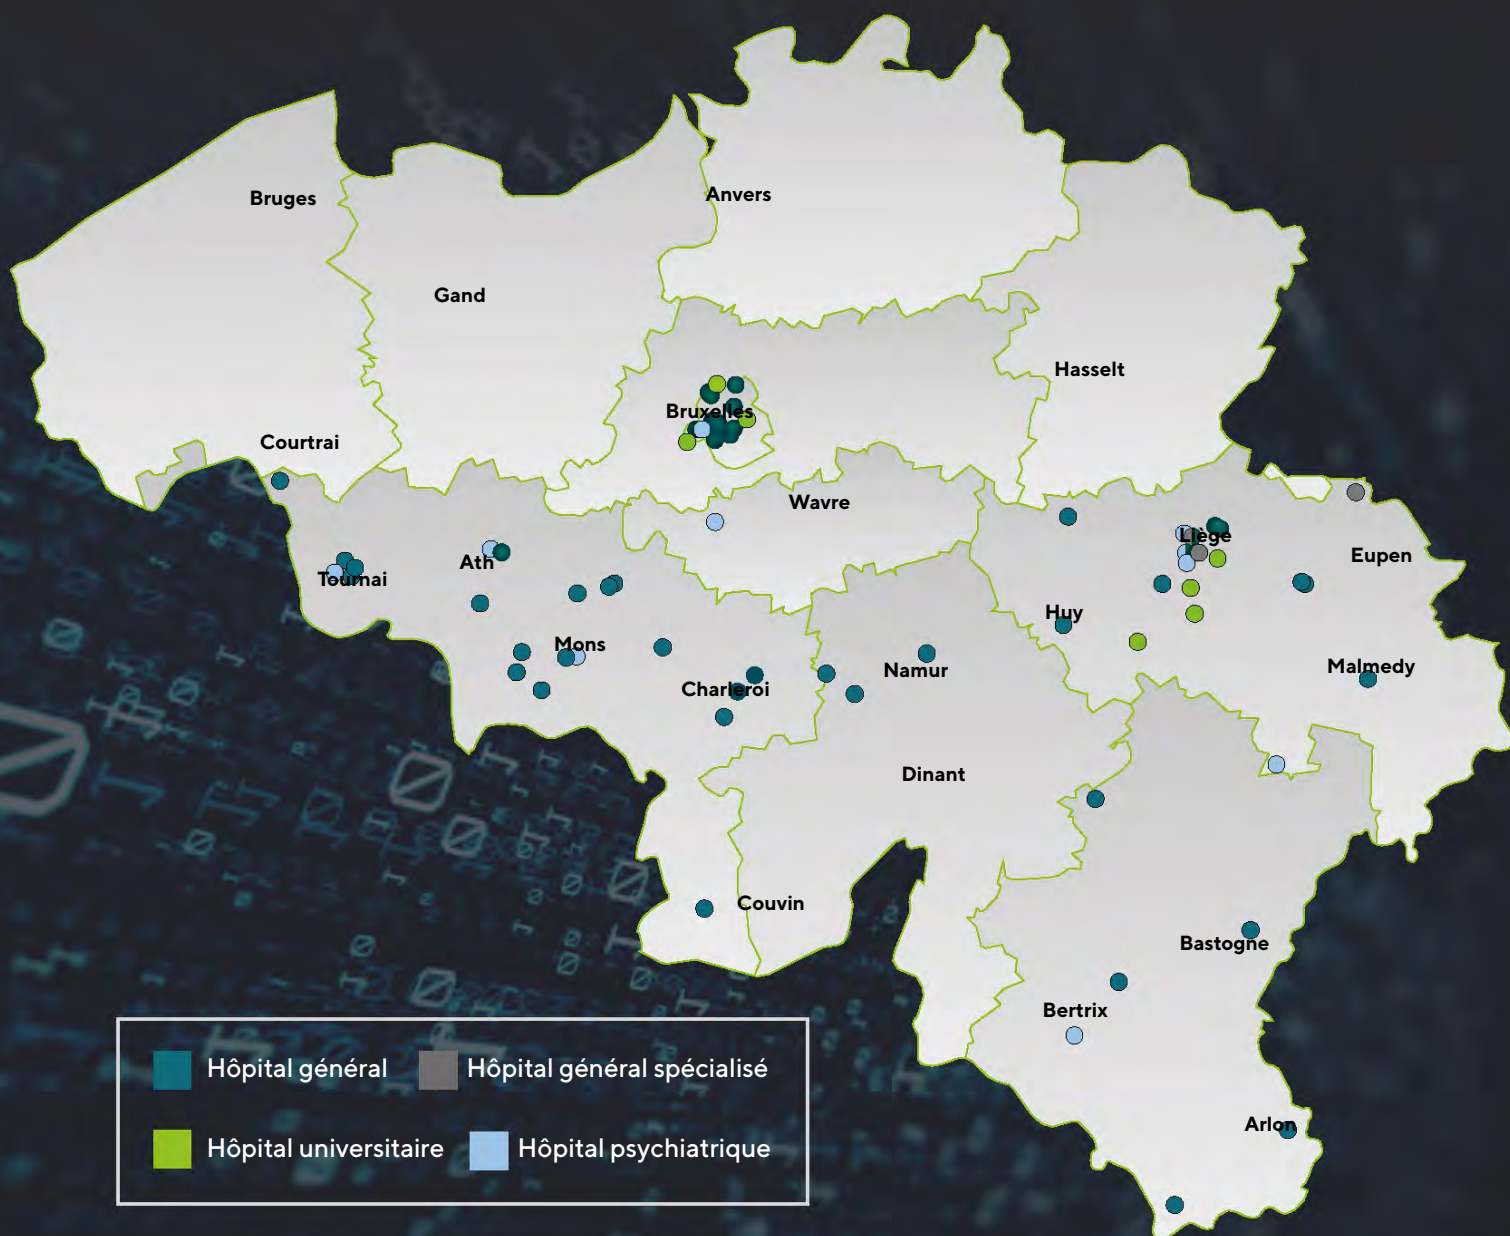 Bruges
Anvers
Gand
Hasselt
Bruxelles
Courtrai
Wavre
Liège
Eupen
Ath
Tournai
Huy
Mons
Malmedy
Namur
Charleroi
Dinant
Couvin
Bastogne
Bertrix
Arlon
Hôpital général
Hôpital général spécialisé
Hôpital universitaire
Hôpital psychiatrique